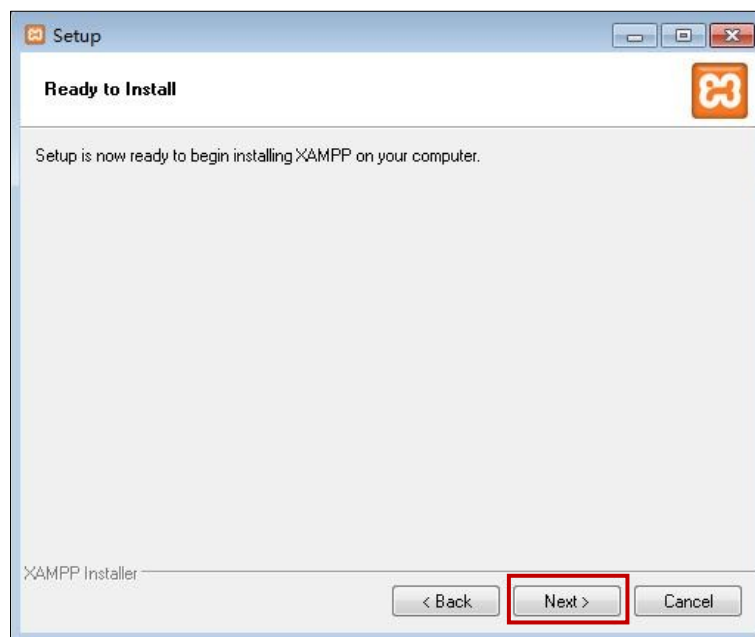 Setup
Ready to Install
Setup is now ready to begin installing XAMPP on your computer.
XAMPP Installer
< Back Next > Cancel